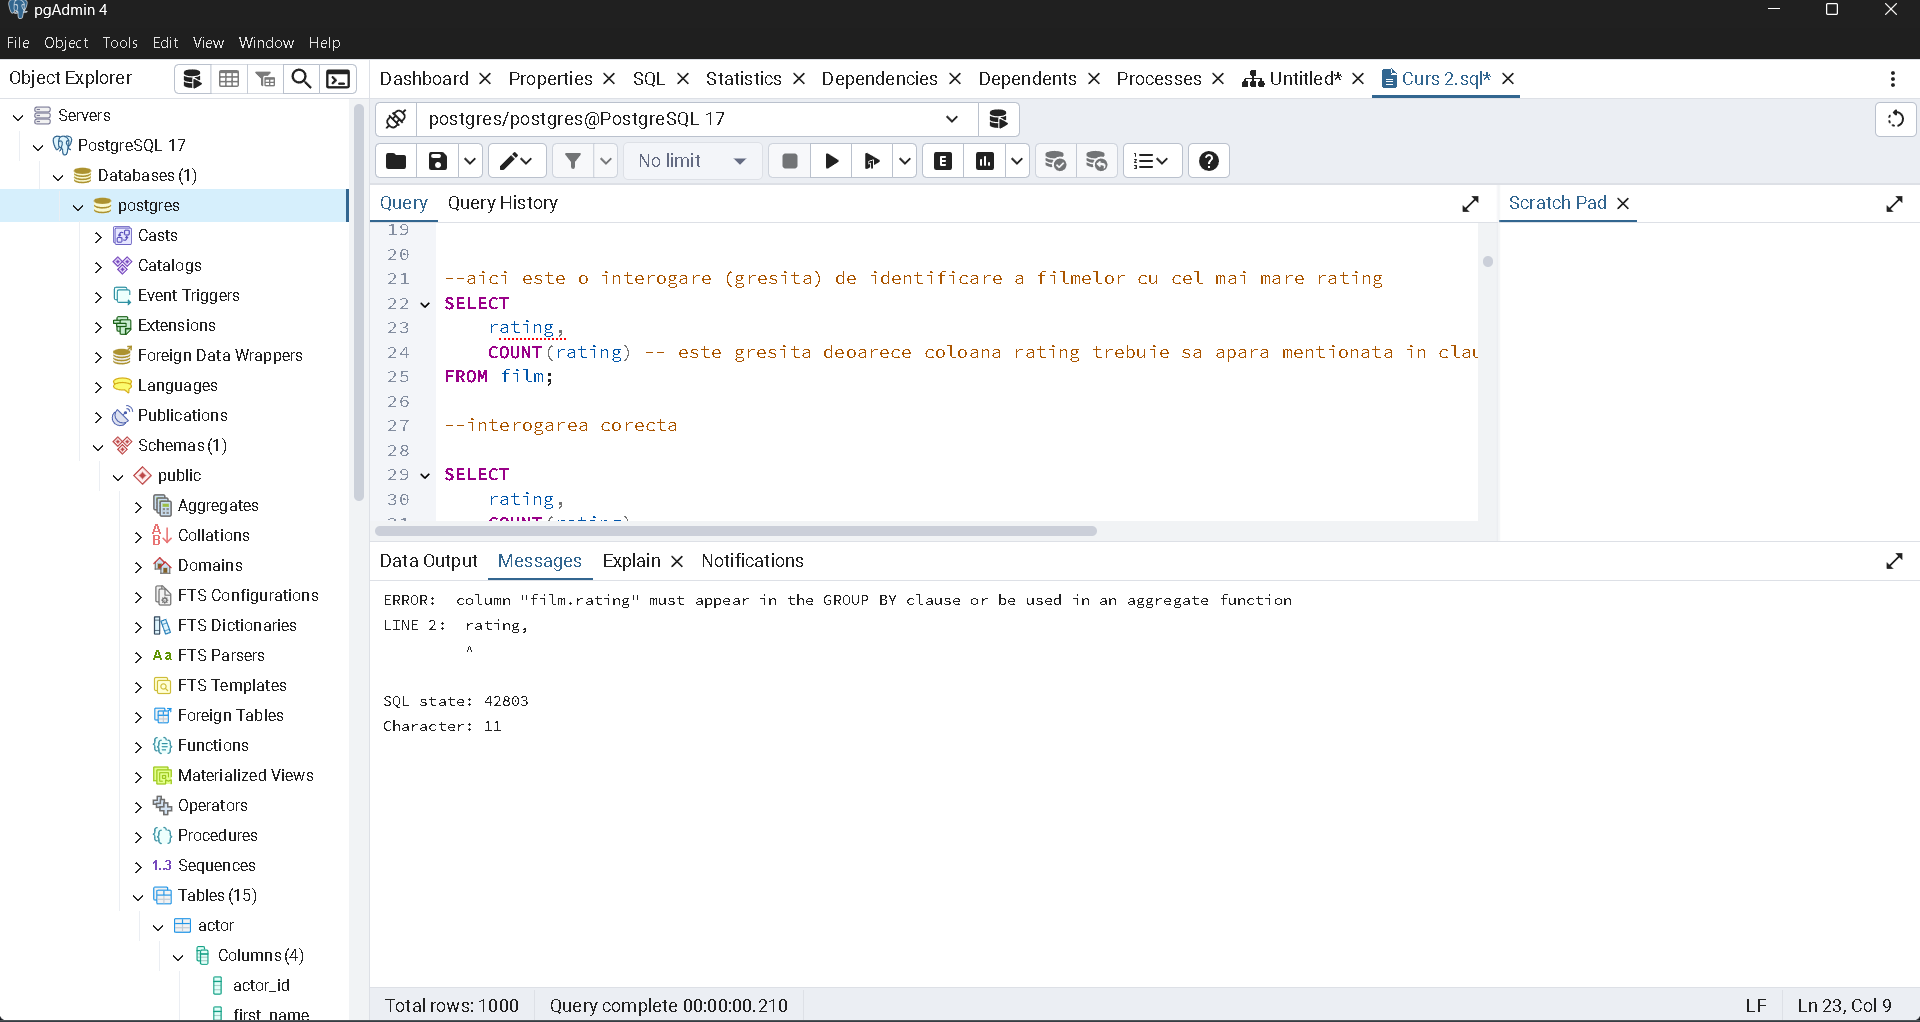 pgAdmin 4
File Object Tools Edit View Window Help
Object Explorer
Dashboard Properties SQL Statistics Dependencies Dependents Processes Untitled* Curs 2.sql*
Servers
PostgreSQL 17
Databases (1)
postgres
Casts
Catalogs
Event Triggers
Extensions
Foreign Data Wrappers
Languages
Publications
Schemas (1)
public
Aggregates
Collations
Domains
FTS Configurations
FTS Dictionaries
Aa FTS Parsers
FTS Templates
Foreign Tables
Functions
Materialized Views
Operators
Procedures
1..3 Sequences
Tables (15)
actor
Columns (4)
actor_id
first_name
postgres/postgres@PostgreSQL 17
No limit
E
Query Query History
Scratch Pad
19
20
21 --aici este o interogare (gresita) de identificare a filmelor cu cel mai mare rating
22 SELECT
23 rating,
24 COUNT(rating) -- este gresita deoarece coloana rating trebuie sa apara mentionata in clau
25 FROM film;
26
27 --interogarea corecta
28
29 SELECT
30 rating,
31 COUNT(rating)
Data Output Messages Explain Notifications
ERROR: column "film.rating" must appear in the GROUP BY clause or be used in an aggregate function
LINE 2: rating,
^
SQL state: 42803
Character: 11
Total rows: 1000 Query complete 00:00:00.210 LF Ln 23, Col 9